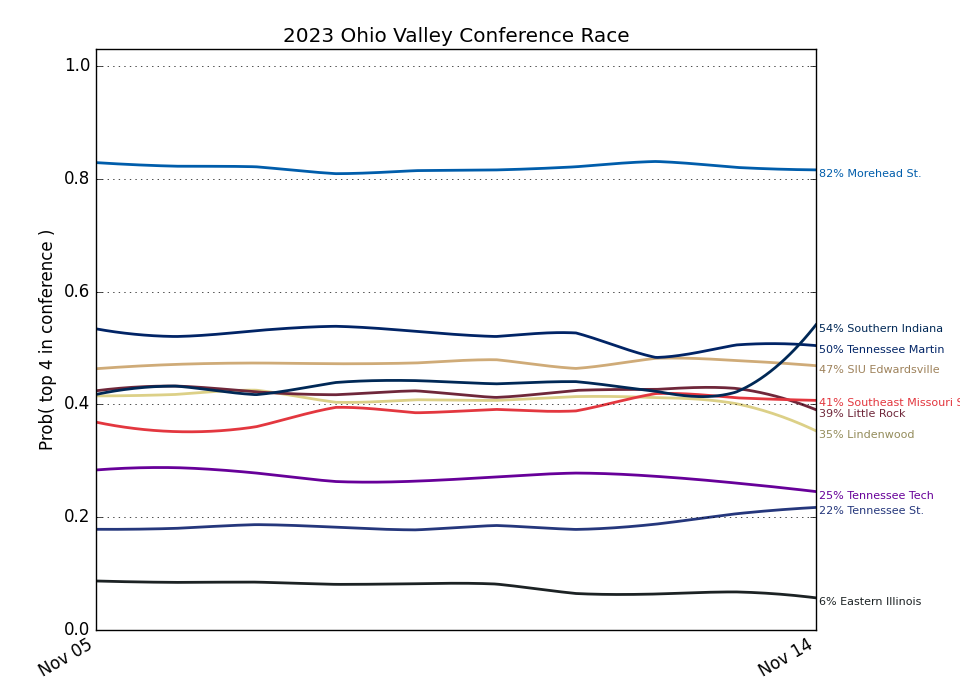 2023 Ohio Valley Conference Race
Prob( top 4 in conference )
1.0
0.8
0.6
0.4
0.2
0.0
Nov 05
Nov 14
82% Morehead St.
54% Southern Indiana
50% Tennessee Martin
47% SIU Edwardsville
41% Southeast Missouri S
39% Little Rock
35% Lindenwood
25% Tennessee Tech
22% Tennessee St.
6% Eastern Illinois